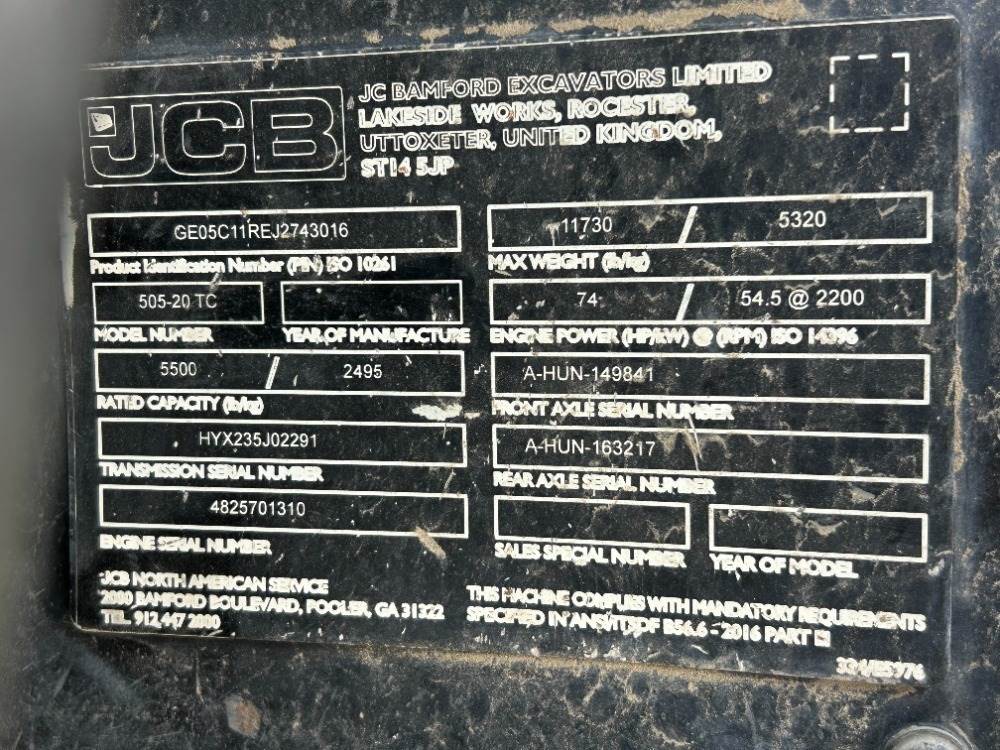 JCB
JC BAMFORD EXCAVATORS LIMITED
LAKESIDE WORKS, ROCESTER,
UTTOXETER, UNITED KINGDOM,
ST14 5JP
GE05C11REJ2743016
Product Identification Number (PIN) ISO 10261
505-20 TC
MODEL NUMBER
YEAR OF MANUFACTURE
5500 / 2495
RATED CAPACITY (lb/kg)
HYX235J02291
TRANSMISSION SERIAL NUMBER
4825701310
ENGINE SERIAL NUMBER
JCB NORTH AMERICAN SERVICE
2000 BAMFORD BOULEVARD, POOLER, GA 31322
TEL. 912 447 2000
11730 / 5320
MAX WEIGHT (lb/kg)
74 / 54.5 @ 2200
ENGINE POWER (HP/kW) @ (RPM) ISO 14396
A-HUN-149841
FRONT AXLE SERIAL NUMBER
A-HUN-163217
REAR AXLE SERIAL NUMBER
SALES SPECIAL NUMBER
YEAR OF MODEL
THIS MACHINE COMPLIES WITH MANDATORY REQUIREMENTS
SPECIFIED IN ANSI/ITSDF B56.6 - 2016 PART
334/E5976